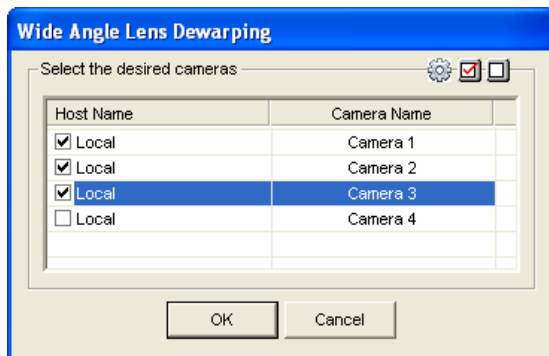 Wide Angle Lens Dewarping
Select the desired cameras
Host Name Camera Name
Local Camera 1
Local Camera 2
Local Camera 3
Local Camera 4
OK Cancel